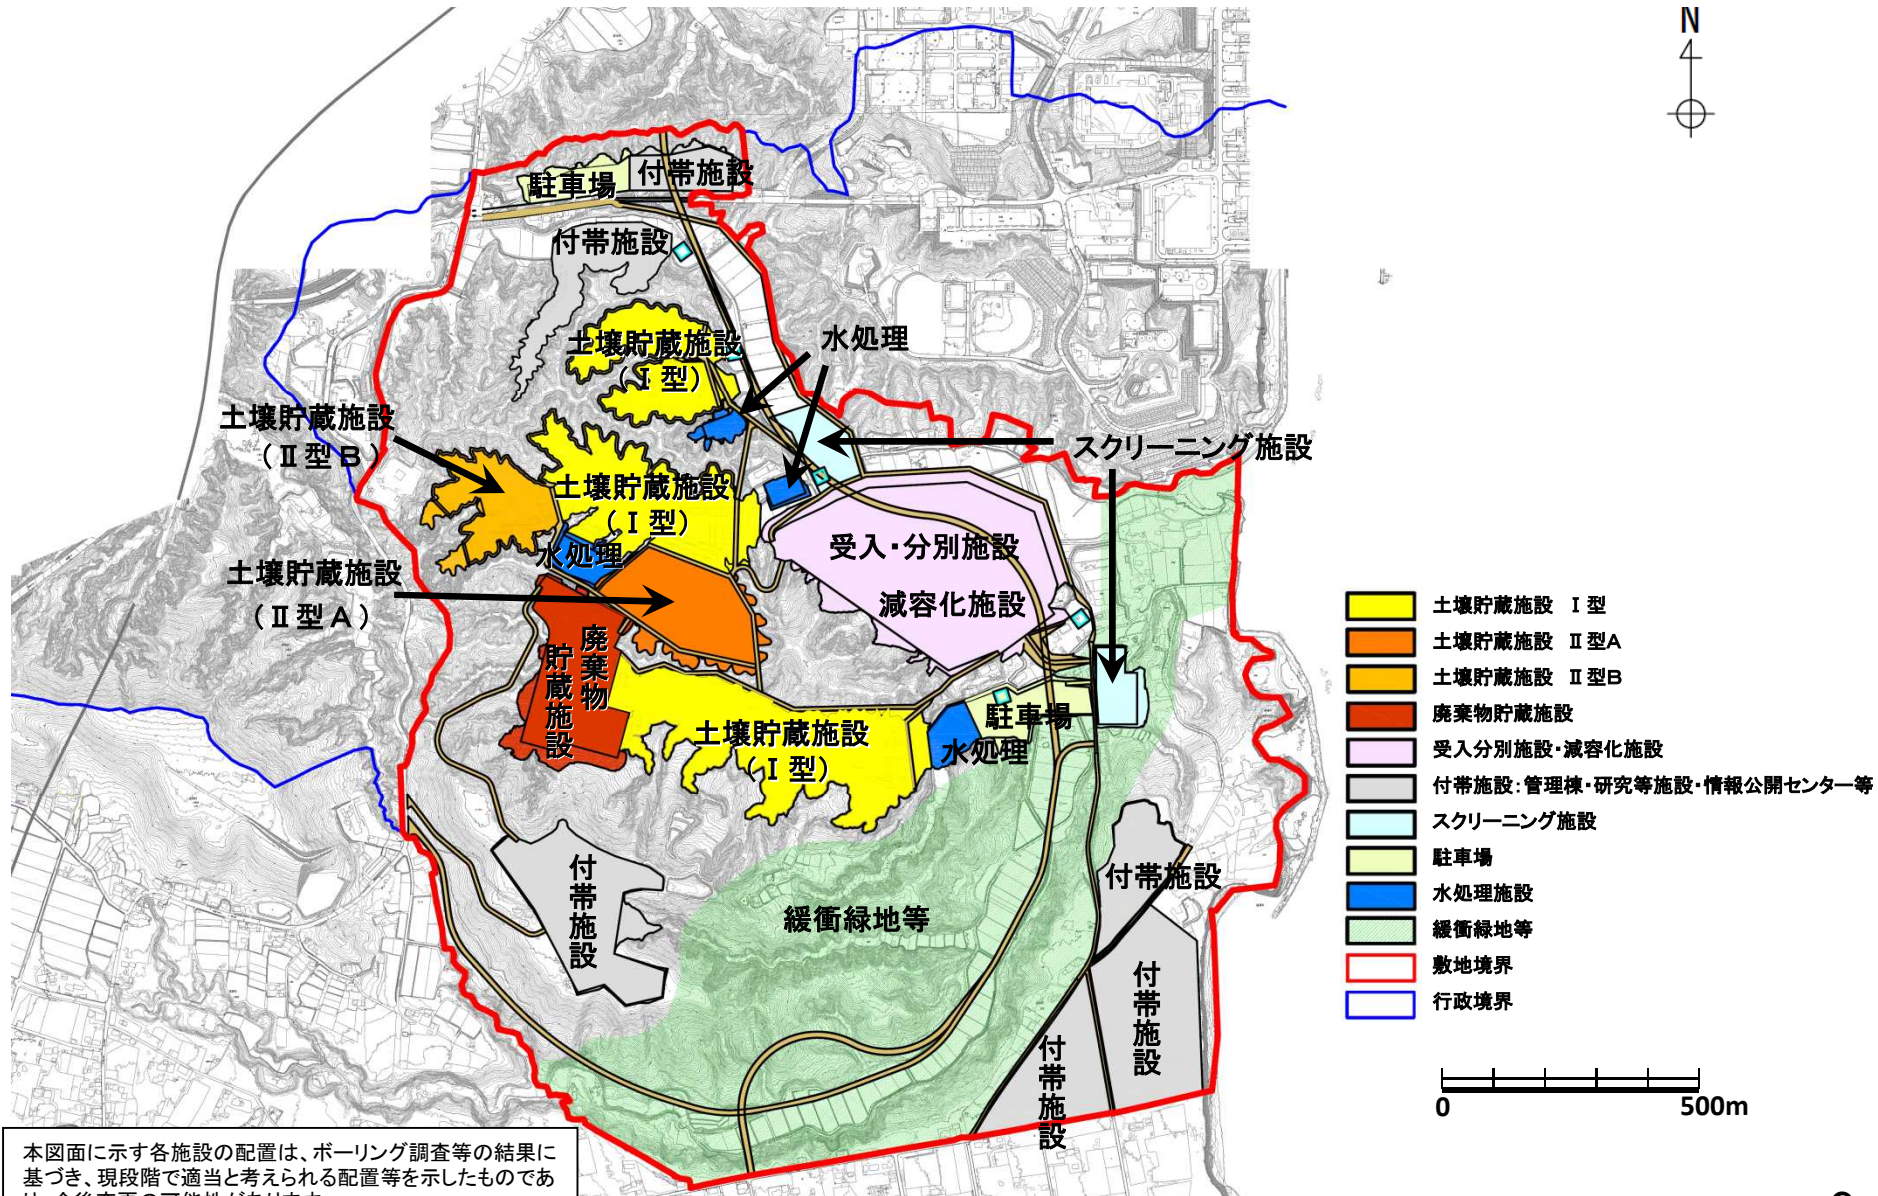 N
駐車場
付帯施設
付帯施設
土壌貯蔵施設
(Ⅰ型)
水処理
土壌貯蔵施設
(Ⅱ型B)
スクリーニング施設
土壌貯蔵施設
(Ⅰ型)
水処理
受入・分別施設
土壌貯蔵施設
(Ⅱ型A)
減容化施設
廃棄物
貯蔵施設
土壌貯蔵施設
(Ⅰ型)
駐車場
水処理
付帯施設
付帯施設
緩衝緑地等
付帯施設
付帯施設
土壌貯蔵施設 Ⅰ型
土壌貯蔵施設 Ⅱ型A
土壌貯蔵施設 Ⅱ型B
廃棄物貯蔵施設
受入分別施設・減容化施設
付帯施設:管理棟・研究等施設・情報公開センター等
スクリーニング施設
駐車場
水処理施設
緩衝緑地等
敷地境界
行政境界
0 500m
本図面に示す各施設の配置は、ボーリング調査等の結果に
基づき、現段階で適当と考えられる配置等を示したものであ